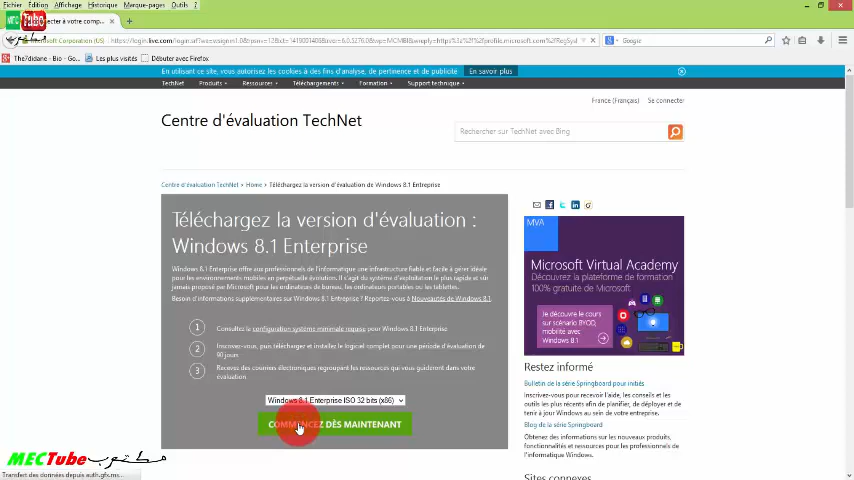 Fichier Édition Affichage Historique Marque-pages Outils ?
MEC Tube
ecter à votre comp...
Microsoft Corporation (US)
Google
The7didane - Bio - Go... Les plus visités Débuter avec Firefox
En utilisant ce site, vous autorisez les cookies à des fins d'analyse, de pertinence et de publicité En savoir plus
TechNet Produits Ressources Téléchargements Formation Support technique
France (Français) Se connecter
Centre d'évaluation TechNet
Rechercher sur TechNet avec Bing
Centre d'évaluation TechNet > Home > Téléchargez la version d'évaluation de Windows 8.1 Entreprise
Téléchargez la version d'évaluation :
Windows 8.1 Enterprise
Windows 8.1 Enterprise offre aux professionnels de l'informatique une infrastructure fiable et facile à gérer idéale
pour les environnements mobiles en perpétuelle évolution. Il s'agit du système d'exploitation le plus rapide et sûr
jamais proposé par Microsoft pour les ordinateurs de bureau, les ordinateurs portables ou les tablettes.
Besoin d'informations supplémentaires sur Windows 8.1 Enterprise ? Reportez-vous à Nouveautés de Windows 8.1
1 Consultez la configuration système minimale requise pour Windows 8.1 Enterprise
2 Inscrivez-vous, puis téléchargez et installez le logiciel complet pour une période d'évaluation de
90 jours
3 Recevez des courriers électroniques regroupant les ressources qui vous guideront dans votre
évaluation.
Windows 8.1 Enterprise ISO 32 bits (x86)
COMMENCEZ DÈS MAINTENANT
MVA
Microsoft Virtual Academy
Découvrez la plateforme de formation
100% gratuite de Microsoft
Je découvre le cours
sur scénario BYOD,
mobilité avec
Windows 8.1
Restez informé
Bulletin de la série Springboard pour initiés
Inscrivez-vous pour recevoir l'aide, les conseils et les
outils les plus récents afin de planifier, de déployer et de
tenir à jour Windows au sein de votre entreprise.
Blog de la série Springboard
Obtenez des informations sur les nouveaux produits,
fonctionnalités et ressources pour les professionnels de
l'informatique Windows.
Sites connexes
MECTube مكتوب
Transfert des données depuis auth.gfx.ms...